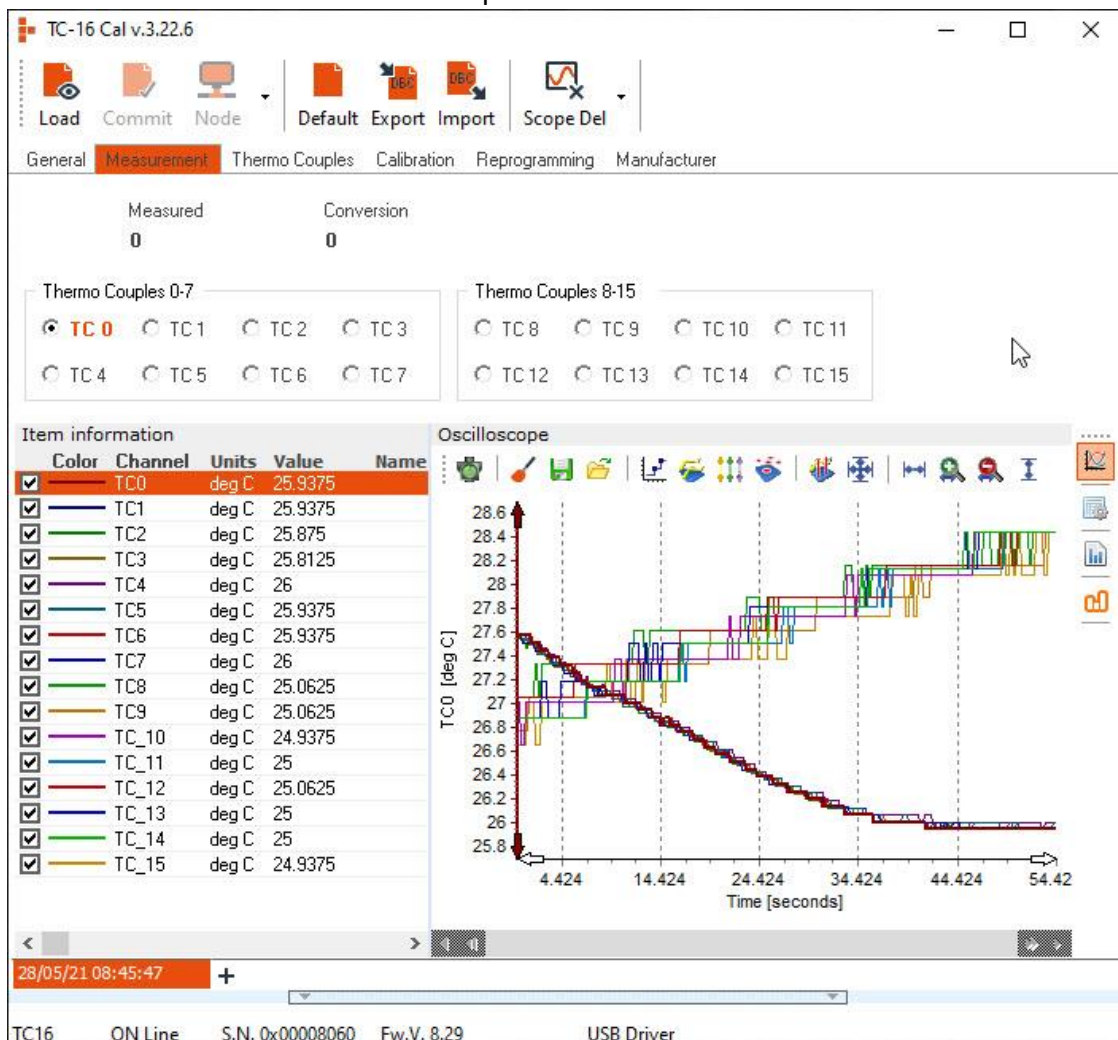 TC-16 Cal v.3.22.6
Load Commit Node Default Export Import Scope Del
DBC DBC
General Measurement Thermo Couples Calibration Reprogramming Manufacturer
Measured Conversion
0 0
Thermo Couples 0-7 Thermo Couples 8-15
TC 0 TC 1 TC 2 TC 3 TC 8 TC 9 TC 10 TC 11
TC 4 TC 5 TC 6 TC 7 TC 12 TC 13 TC 14 TC 15
Item information
Color Channel Units Value Name
TC0 deg C 25.9375
TC1 deg C 25.9375
TC2 deg C 25.875
TC3 deg C 25.8125
TC4 deg C 26
TC5 deg C 25.9375
TC6 deg C 25.9375
TC7 deg C 26
TC8 deg C 25.0625
TC9 deg C 25.0625
TC_10 deg C 24.9375
TC_11 deg C 25
TC_12 deg C 25.0625
TC_13 deg C 25
TC_14 deg C 25
TC_15 deg C 24.9375
Oscilloscope
28.6
28.4
28.2
28
27.8
27.6
27.4
27.2
27
26.8
26.6
26.4
26.2
26
25.8
TC0 [deg C]
4.424 14.424 24.424 34.424 44.424 54.42
Time [seconds]
28/05/21 08:45:47 +
TC16 ON Line S.N. 0x00008060 Fw.V. 8.29 USB Driver